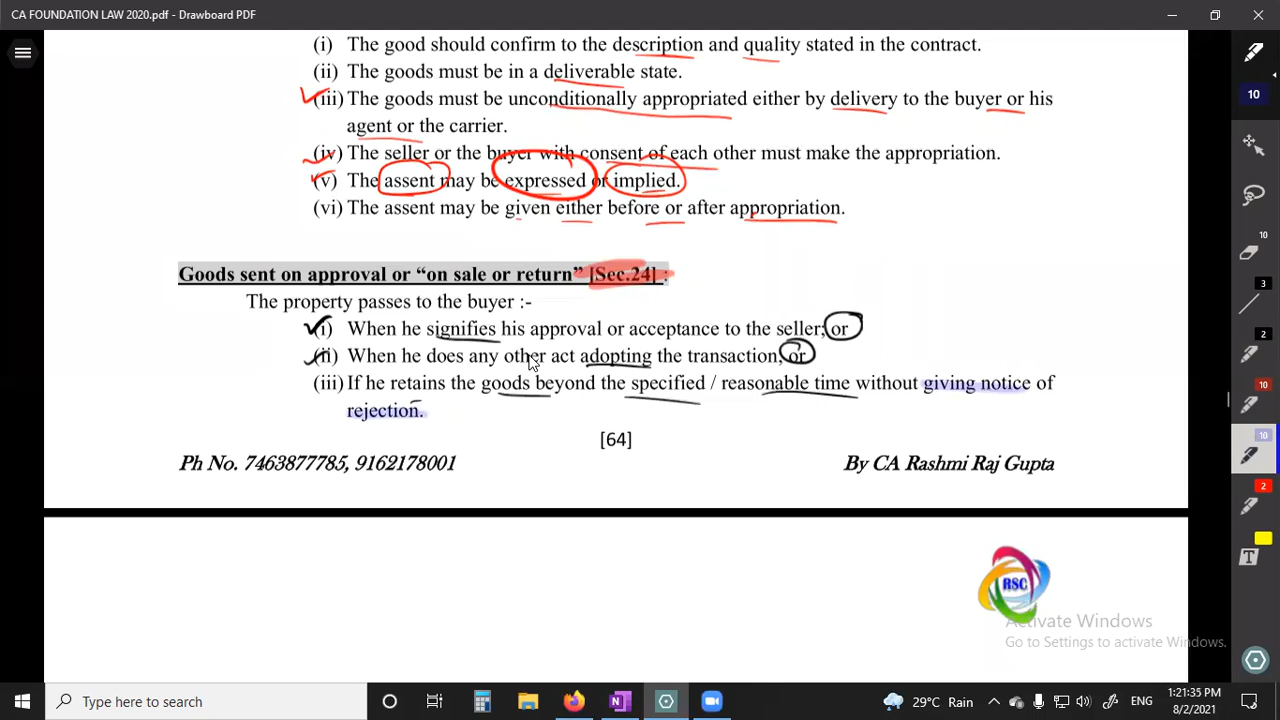 CA FOUNDATION LAW 2020.pdf - Drawboard PDF
(i) The good should confirm to the description and quality stated in the contract.
(ii) The goods must be in a deliverable state.
(iii) The goods must be unconditionally appropriated either by delivery to the buyer or his
agent or the carrier.
(iv) The seller or the buyer with consent of each other must make the appropriation.
(v) The assent may be expressed or implied.
(vi) The assent may be given either before or after appropriation.
Goods sent on approval or “on sale or return” [Sec.24] :
The property passes to the buyer :-
(i) When he signifies his approval or acceptance to the seller; or
(ii) When he does any other act adopting the transaction, or
(iii) If he retains the goods beyond the specified / reasonable time without giving notice of
rejection.
[64]
Ph No. 7463877785, 9162178001 By CA Rashmi Raj Gupta
RSC
Activate Windows
Go to Settings to activate Windows.
10
10
10
3
10
10
2
T
Type here to search
29°C Rain
ENG
1:21:35 PM
8/2/2021